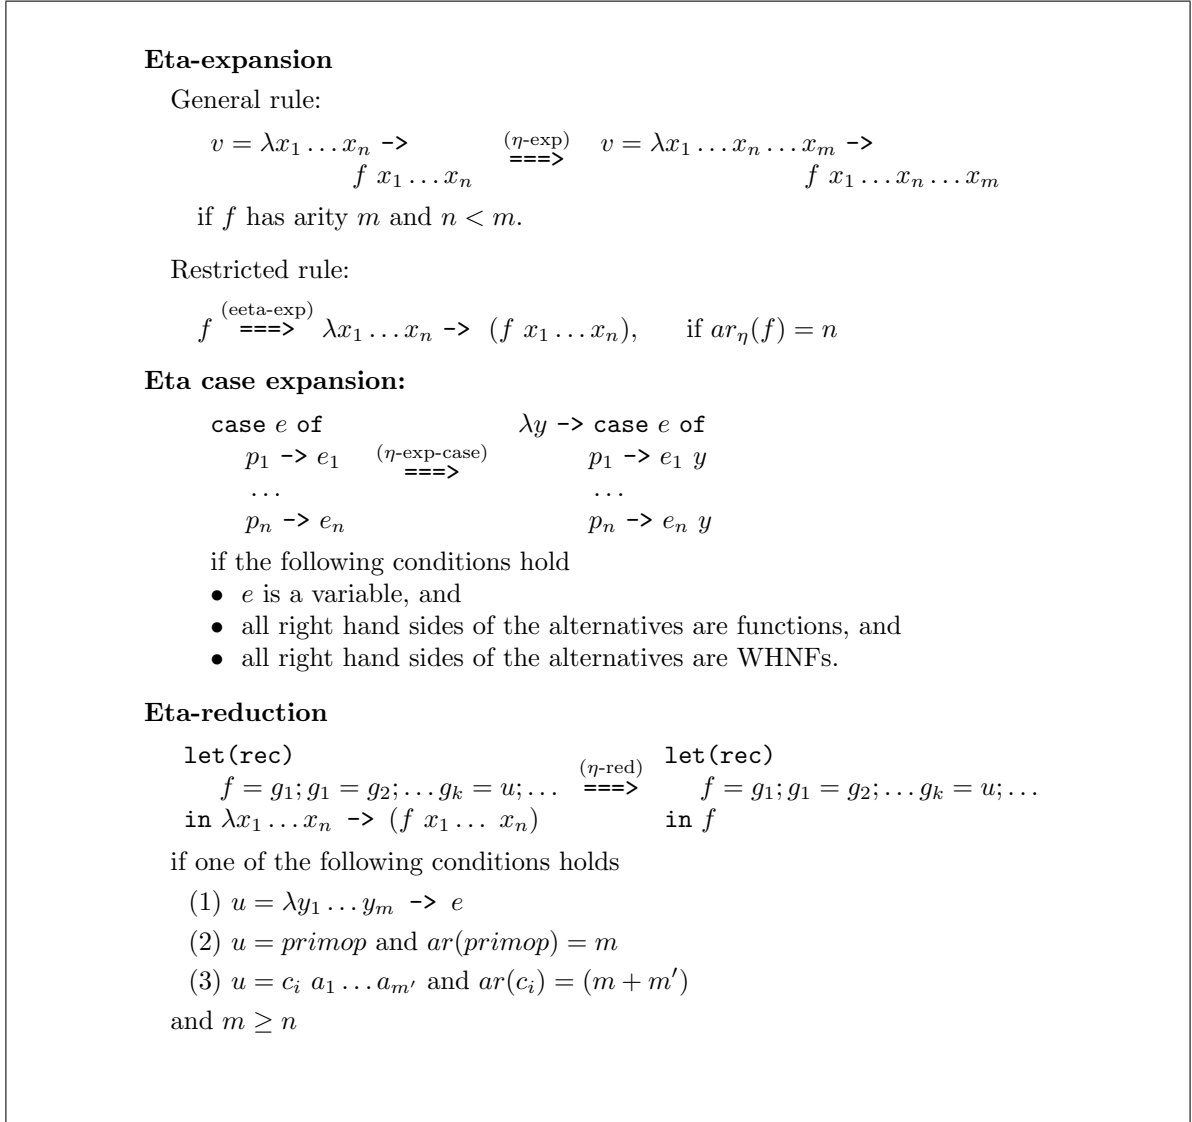 Eta-expansion
General rule:
v = λx₁ … xₙ -> (η-exp) ===> v = λx₁ … xₙ … xₘ ->
f x₁ … xₙ f x₁ … xₙ … xₘ
if f has arity m and n < m.
Restricted rule:
f (eeta-exp) ===> λx₁ … xₙ -> (f x₁ … xₙ), if ar_η(f) = n
Eta case expansion:
case e of λy -> case e of
p₁ -> e₁ (η-exp-case) ===> p₁ -> e₁ y
… …
pₙ -> eₙ pₙ -> eₙ y
if the following conditions hold
• e is a variable, and
• all right hand sides of the alternatives are functions, and
• all right hand sides of the alternatives are WHNFs.
Eta-reduction
let(rec) let(rec)
f = g₁; g₁ = g₂; … gₖ = u; … (η-red) ===> f = g₁; g₁ = g₂; … gₖ = u; …
in λx₁ … xₙ -> (f x₁ … xₙ) in f
if one of the following conditions holds
(1) u = λy₁ … yₘ -> e
(2) u = primop and ar(primop) = m
(3) u = cᵢ a₁ … a_{m′} and ar(cᵢ) = (m + m′)
and m ≥ n